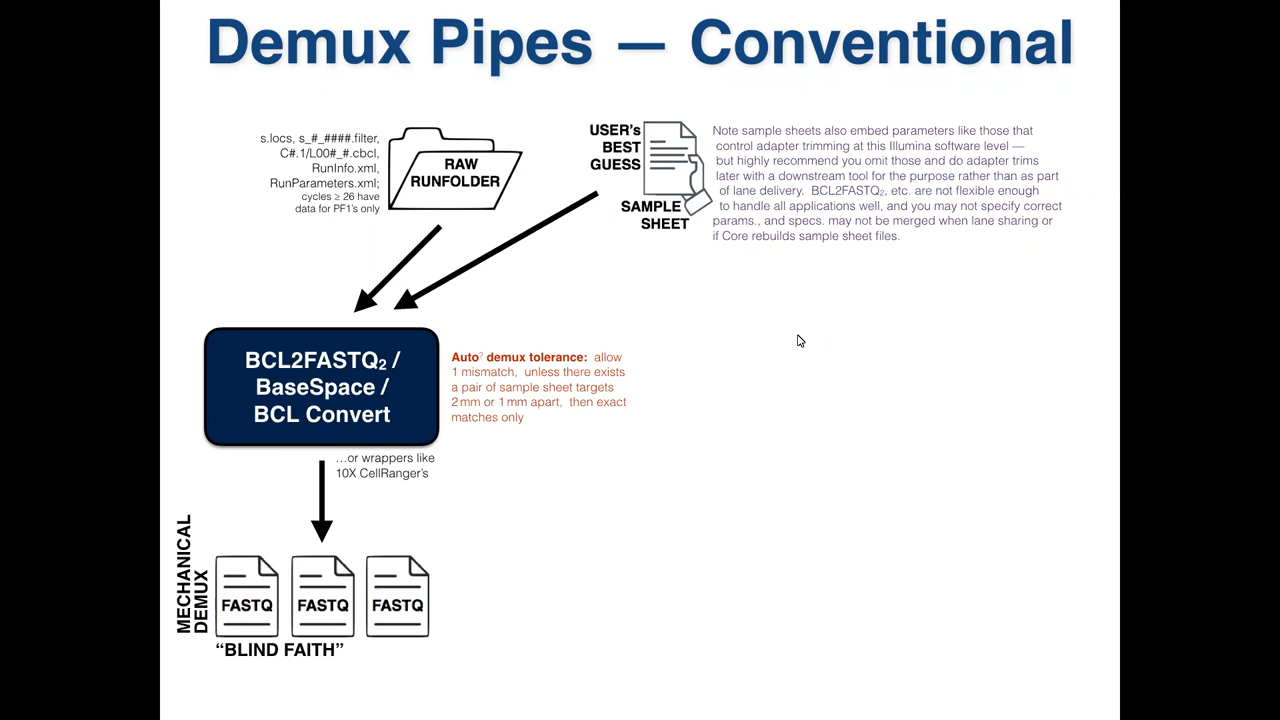 Demux Pipes — Conventional
s.locs, s_#_####.filter,
C#.1/L00#_#.cbcl,
RunInfo.xml,
RunParameters.xml;
cycles ≥ 26 have
data for PF1's only
RAW
RUNFOLDER
USER's
BEST
GUESS
SAMPLE
SHEET
Note sample sheets also embed parameters like those that
control adapter trimming at this Illumina software level —
but highly recommend you omit those and do adapter trims
later with a downstream tool for the purpose rather than as part
of lane delivery. BCL2FASTQ₂, etc. are not flexible enough
to handle all applications well, and you may not specify correct
params., and specs. may not be merged when lane sharing or
if Core rebuilds sample sheet files.
BCL2FASTQ₂ /
BaseSpace /
BCL Convert
Auto? demux tolerance: allow
1 mismatch, unless there exists
a pair of sample sheet targets
2 mm or 1 mm apart, then exact
matches only
…or wrappers like
10X CellRanger's
MECHANICAL
DEMUX
FASTQ
FASTQ
FASTQ
“BLIND FAITH”